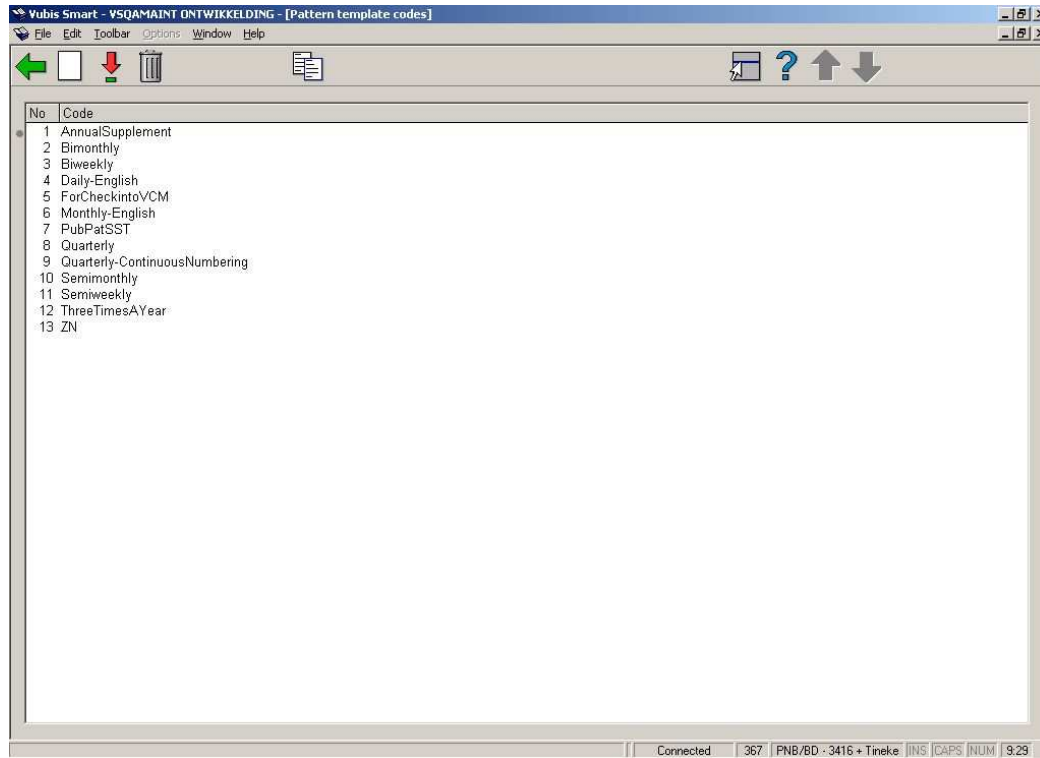 Vubis Smart - VSQAMAINT ONTWIKKELDING - [Pattern template codes]
File Edit Toolbar Options Window Help
No Code
1 AnnualSupplement
2 Bimonthly
3 Biweekly
4 Daily-English
5 ForCheckintoVCM
6 Monthly-English
7 PubPatSST
8 Quarterly
9 Quarterly-ContinuousNumbering
10 Semimonthly
11 Semiweekly
12 ThreeTimesAYear
13 ZN
Connected 367 PNB/BD - 3416 + Tineke INS CAPS NUM 9:29